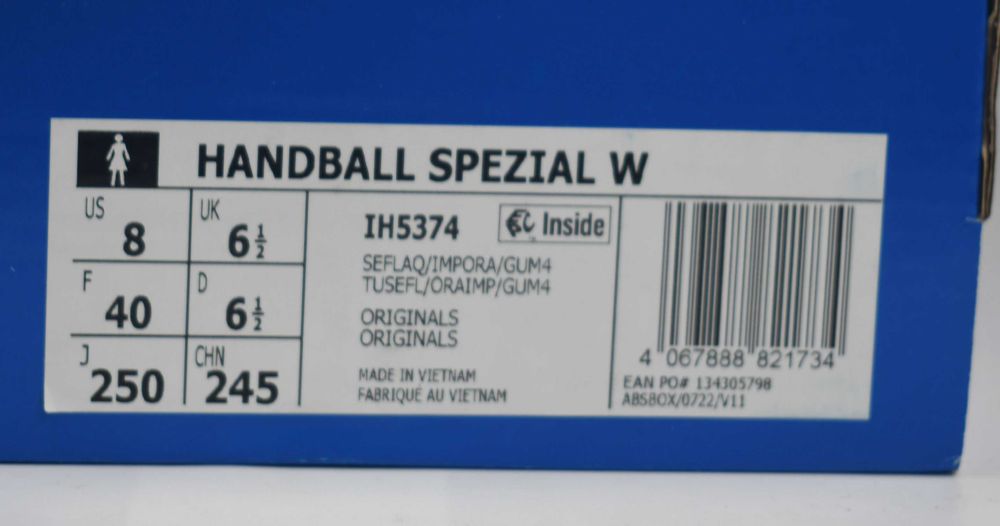 HANDBALL SPEZIAL W
US 8
UK 6½
F 40
D 6½
J 250
CHN 245
IH5374
Inside
SEFLAQ/IMPORA/GUM4
TUSEFL/ORAIMP/GUM4
ORIGINALS
ORIGINALS
MADE IN VIETNAM
FABRIQUÉ AU VIETNAM
4 067888 821734
EAN PO# 134305798
ABSBOX/0722/V11